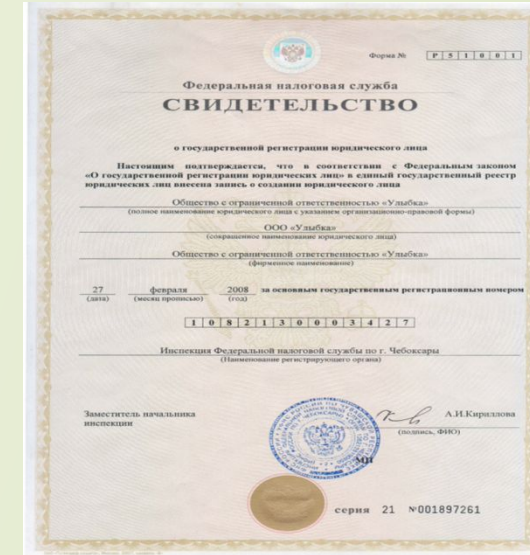 Форма № Р 5 1 0 0 1
Федеральная налоговая служба
СВИДЕТЕЛЬСТВО
о государственной регистрации юридического лица
Настоящим подтверждается, что в соответствии с Федеральным законом
«О государственной регистрации юридических лиц» в единый государственный реестр
юридических лиц внесена запись о создании юридического лица
Общество с ограниченной ответственностью «Улыбка»
(полное наименование юридического лица с указанием организационно-правовой формы)
ООО «Улыбка»
(сокращенное наименование юридического лица)
Общество с ограниченной ответственностью «Улыбка»
(фирменное наименование)
27 февраля 2008 за основным государственным регистрационным номером
(дата) (месяц прописью) (год)
1 0 8 2 1 3 0 0 0 3 4 2 7
Инспекция Федеральной налоговой службы по г. Чебоксары
(Наименование регистрирующего органа)
Заместитель начальника
инспекции
А.И.Кириллова
(подпись, ФИО)
МП
серия 21 №001897261